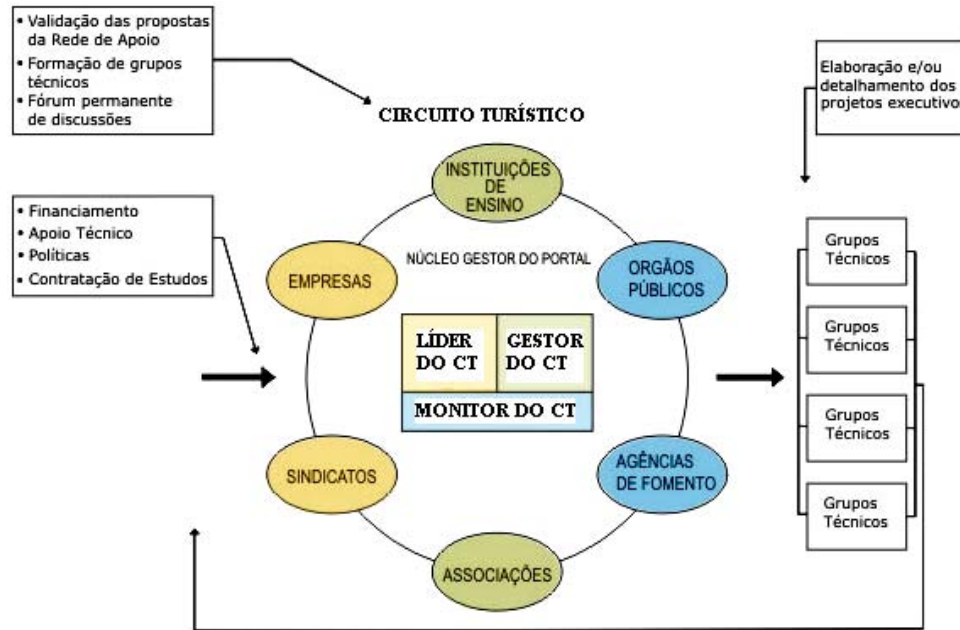 • Validação das propostas
da Rede de Apoio
• Formação de grupos
técnicos
• Fórum permanente
de discussões
Elaboração e/ou
detalhamento dos
projetos executivo
CIRCUITO TURÍSTICO
INSTITUIÇÕES
DE
ENSINO
• Financiamento
• Apoio Técnico
• Políticas
• Contratação de Estudos
NÚCLEO GESTOR DO PORTAL
EMPRESAS
ORGÃOS
PÚBLICOS
LÍDER
DO CT
GESTOR
DO CT
MONITOR DO CT
SINDICATOS
AGÊNCIAS
DE FOMENTO
ASSOCIAÇÕES
Grupos
Técnicos
Grupos
Técnicos
Grupos
Técnicos
Grupos
Técnicos